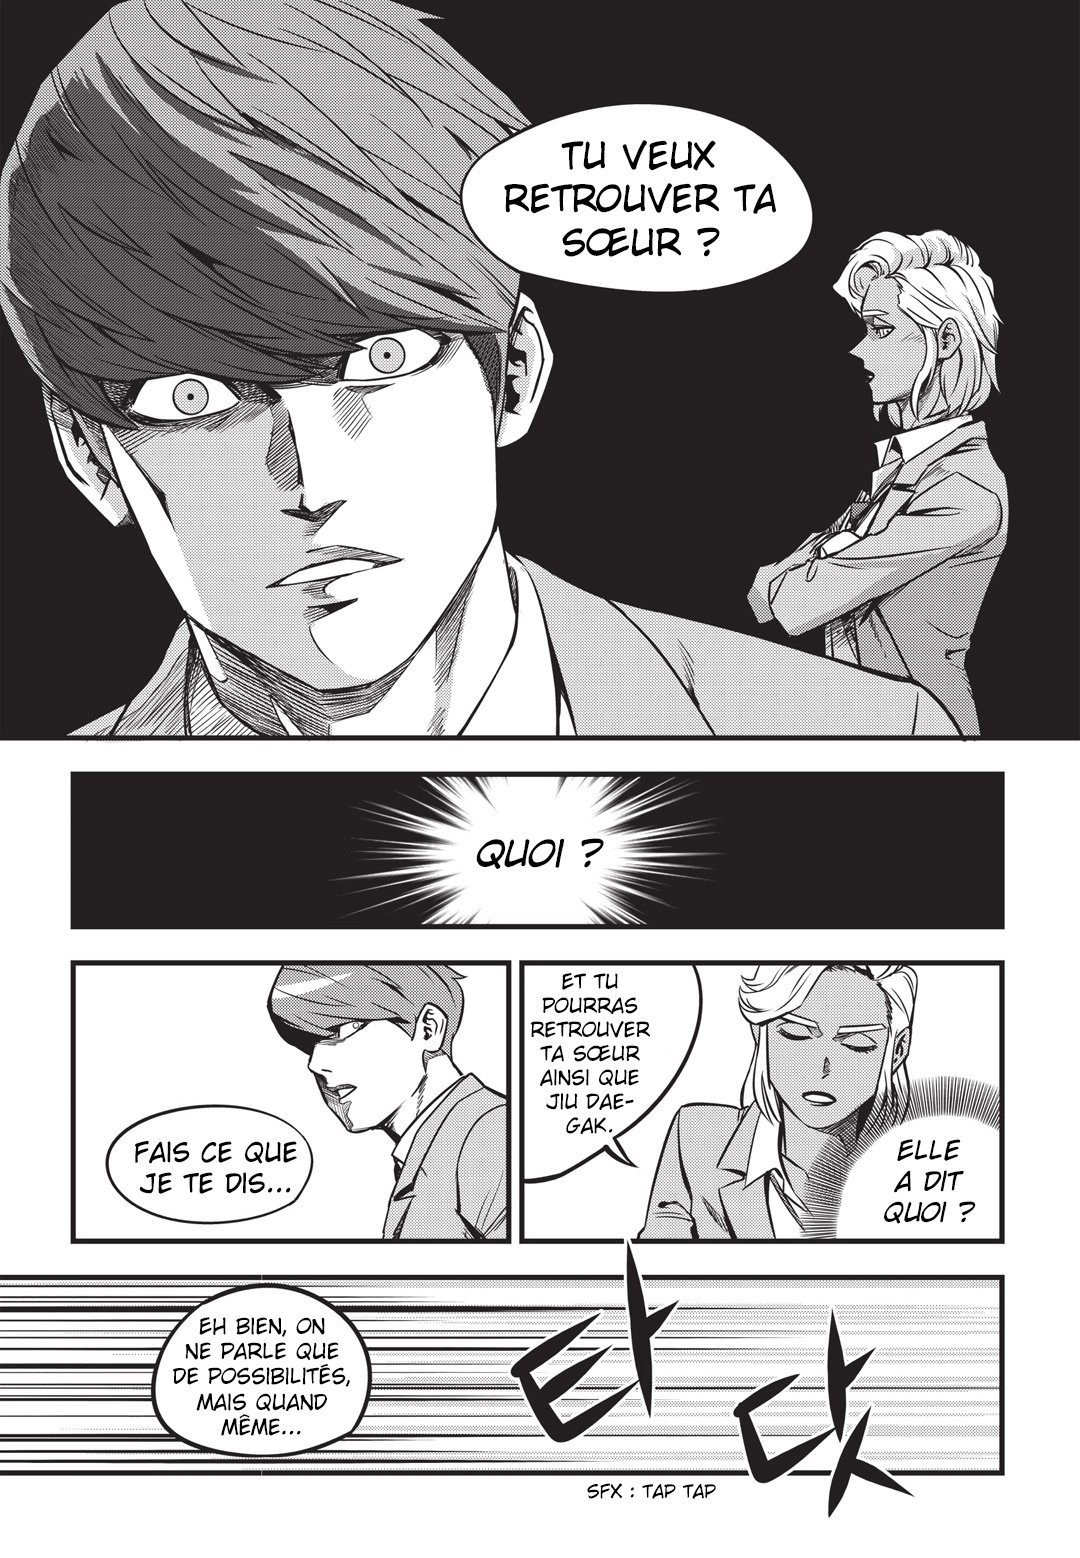 TU VEUX
RETROUVER TA
SŒUR ?
QUOI ?
FAIS CE QUE
JE TE DIS...
ET TU
POURRAS
RETROUVER
TA SŒUR
AINSI QUE
JIU DAE-
GAK.
ELLE
A DIT
QUOI ?
EH BIEN, ON
NE PARLE QUE
DE POSSIBILITÉS,
MAIS QUAND
MÊME...
타 닥
SFX : TAP TAP